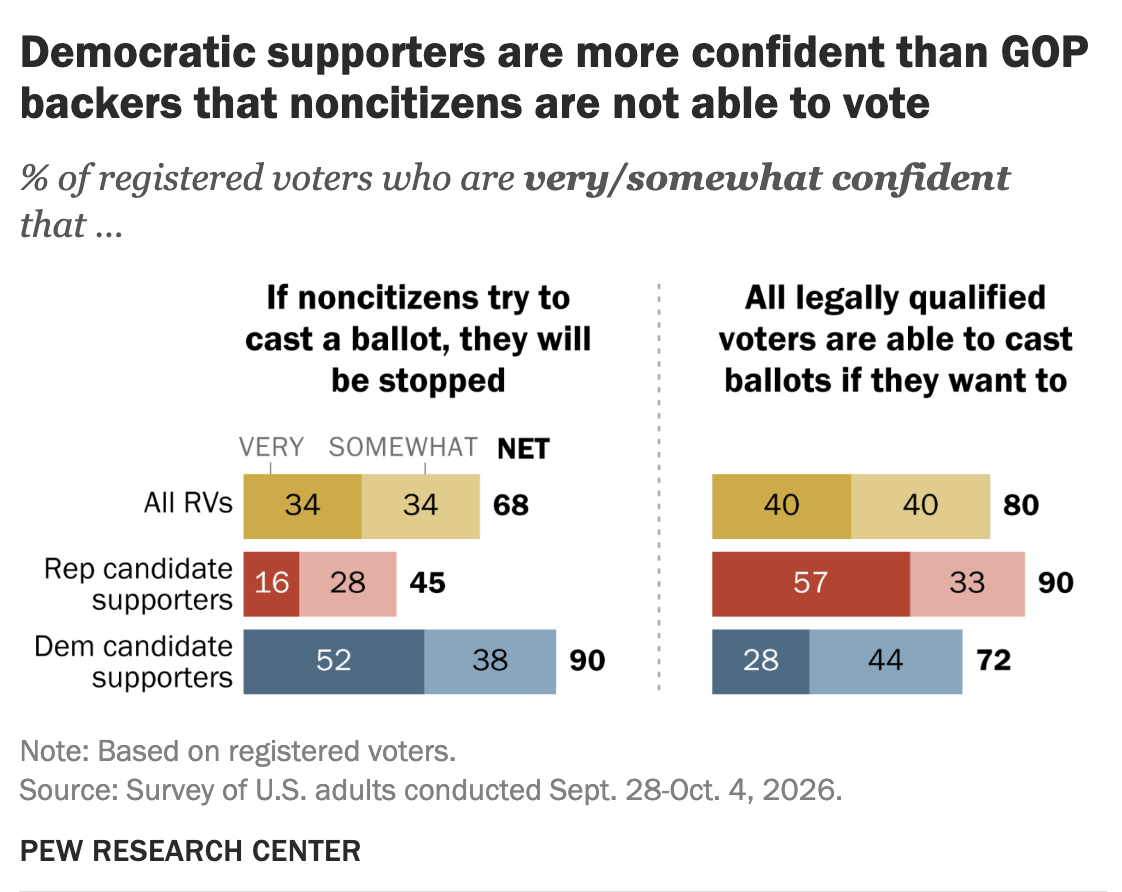 Democratic supporters are more confident than GOP
backers that noncitizens are not able to vote
% of registered voters who are very/somewhat confident
that ...
If noncitizens try to
cast a ballot, they will
be stopped
All legally qualified
voters are able to cast
ballots if they want to
VERY SOMEWHAT NET
All RVs 34 34 68 40 40 80
Rep candidate
supporters 16 28 45 57 33 90
Dem candidate
supporters 52 38 90 28 44 72
Note: Based on registered voters.
Source: Survey of U.S. adults conducted Sept. 28-Oct. 4, 2026.
PEW RESEARCH CENTER